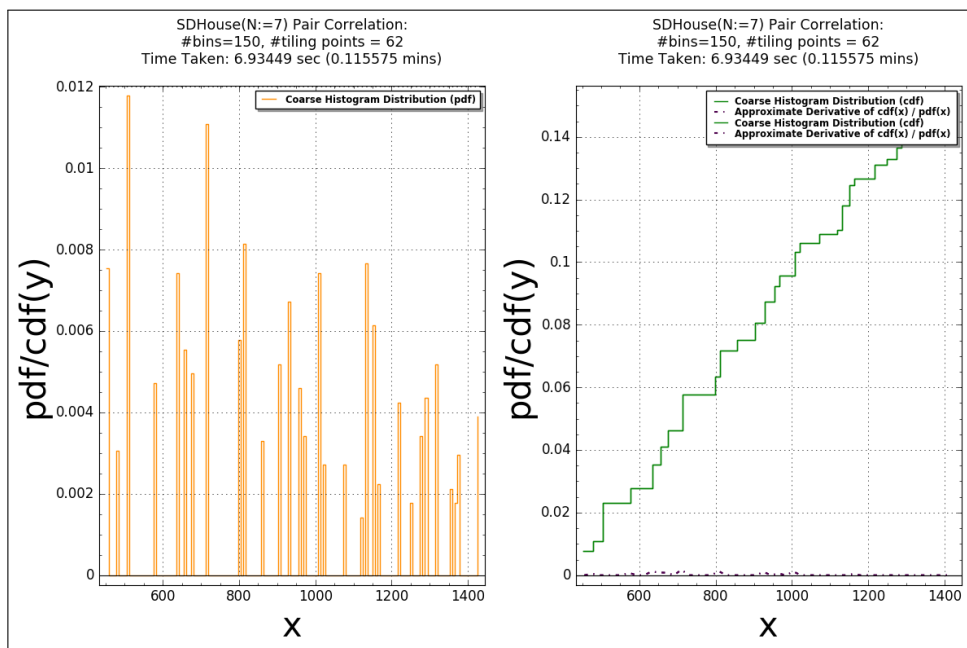 SDHouse(N:=7) Pair Correlation:
#bins=150, #tiling points = 62
Time Taken: 6.93449 sec (0.115575 mins)
Coarse Histogram Distribution (pdf)
0.012
0.01
0.008
0.006
0.004
0.002
0
pdf/cdf(y)
600
800
1000
1200
1400
x
SDHouse(N:=7) Pair Correlation:
#bins=150, #tiling points = 62
Time Taken: 6.93449 sec (0.115575 mins)
Coarse Histogram Distribution (cdf)
Approximate Derivative of cdf(x) / pdf(x)
Coarse Histogram Distribution (cdf)
Approximate Derivative of cdf(x) / pdf(x)
0.14
0.12
0.1
0.08
0.06
0.04
0.02
0
pdf/cdf(y)
600
800
1000
1200
1400
x